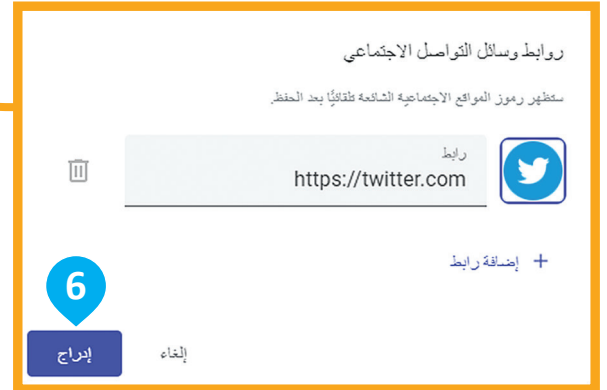 روابط وسائل التواصل الاجتماعي
ستظهر رموز المواقع الاجتماعية الشائعة تلقائيًّا بعد الحفظ.
رابط
https://twitter.com
+ إضافة رابط
6
إلغاء
إدراج